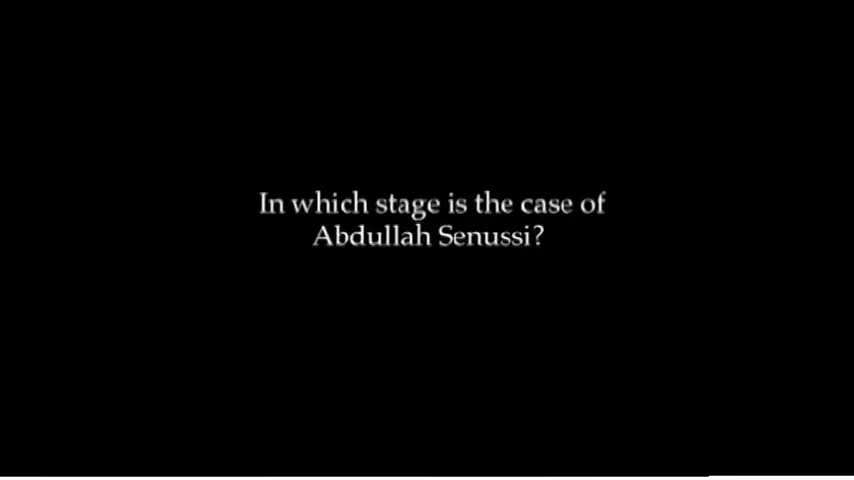 In which stage is the case of
Abdullah Senussi?